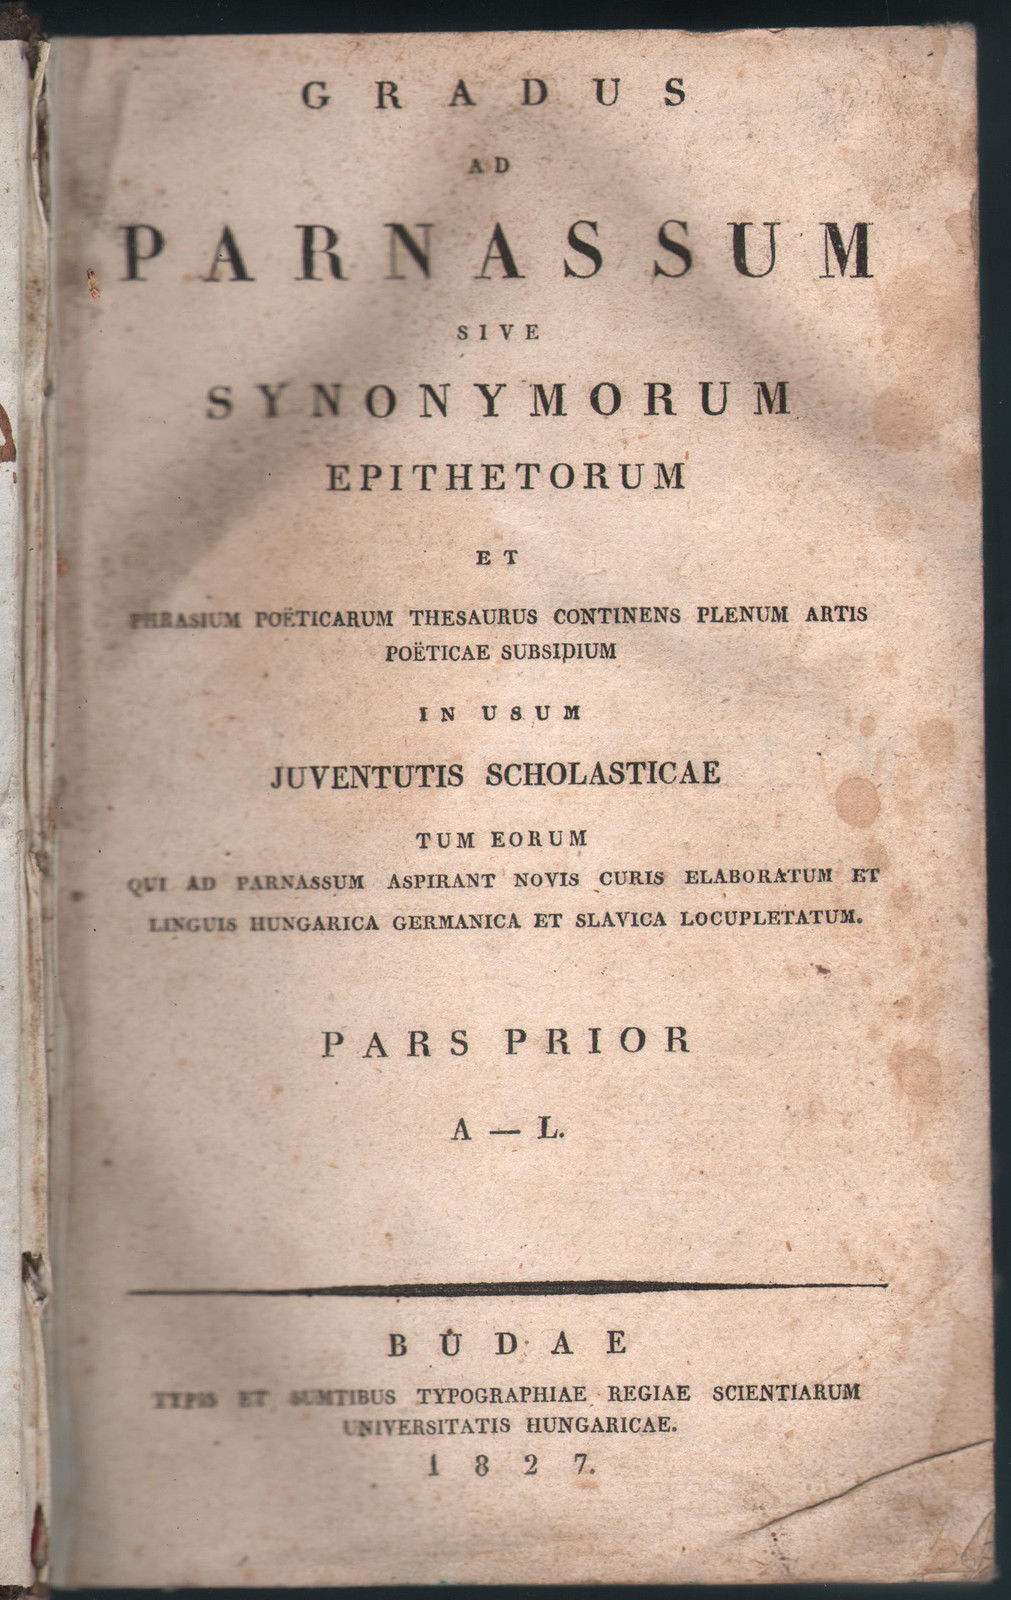 GRADUS
AD
PARNASSUM
SIVE
SYNONYMORUM
EPITHETORUM
ET
PHRASIUM POËTICARUM THESAURUS CONTINENS PLENUM ARTIS
POËTICAE SUBSIDIUM
IN USUM
JUVENTUTIS SCHOLASTICAE
TUM EORUM
QUI AD PARNASSUM ASPIRANT NOVIS CURIS ELABORATUM ET
LINGUIS HUNGARICA GERMANICA ET SLAVICA LOCUPLETATUM.
PARS PRIOR
A — L.
BUDAE
TYPIS ET SUMTIBUS TYPOGRAPHIAE REGIAE SCIENTIARUM
UNIVERSITATIS HUNGARICAE.
1827.